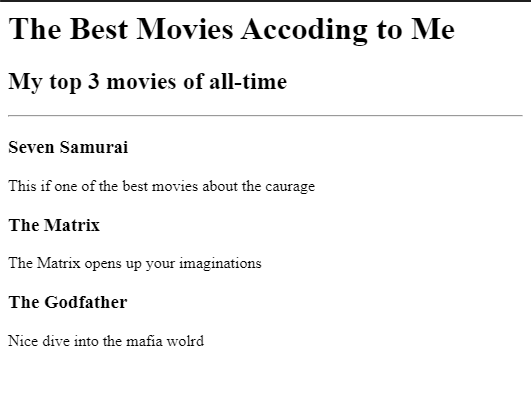 The Best Movies Accoding to Me
My top 3 movies of all-time
Seven Samurai
This if one of the best movies about the caurage
The Matrix
The Matrix opens up your imaginations
The Godfather
Nice dive into the mafia wolrd